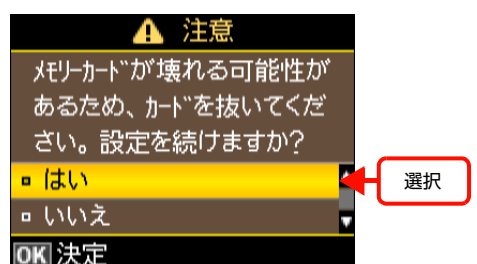 注意
ﾒﾓﾘｰｶｰﾄﾞが壊れる可能性が
あるため、ｶｰﾄﾞを抜いてくだ
さい。設定を続けますか?
はい
選択
いいえ
OK 決定